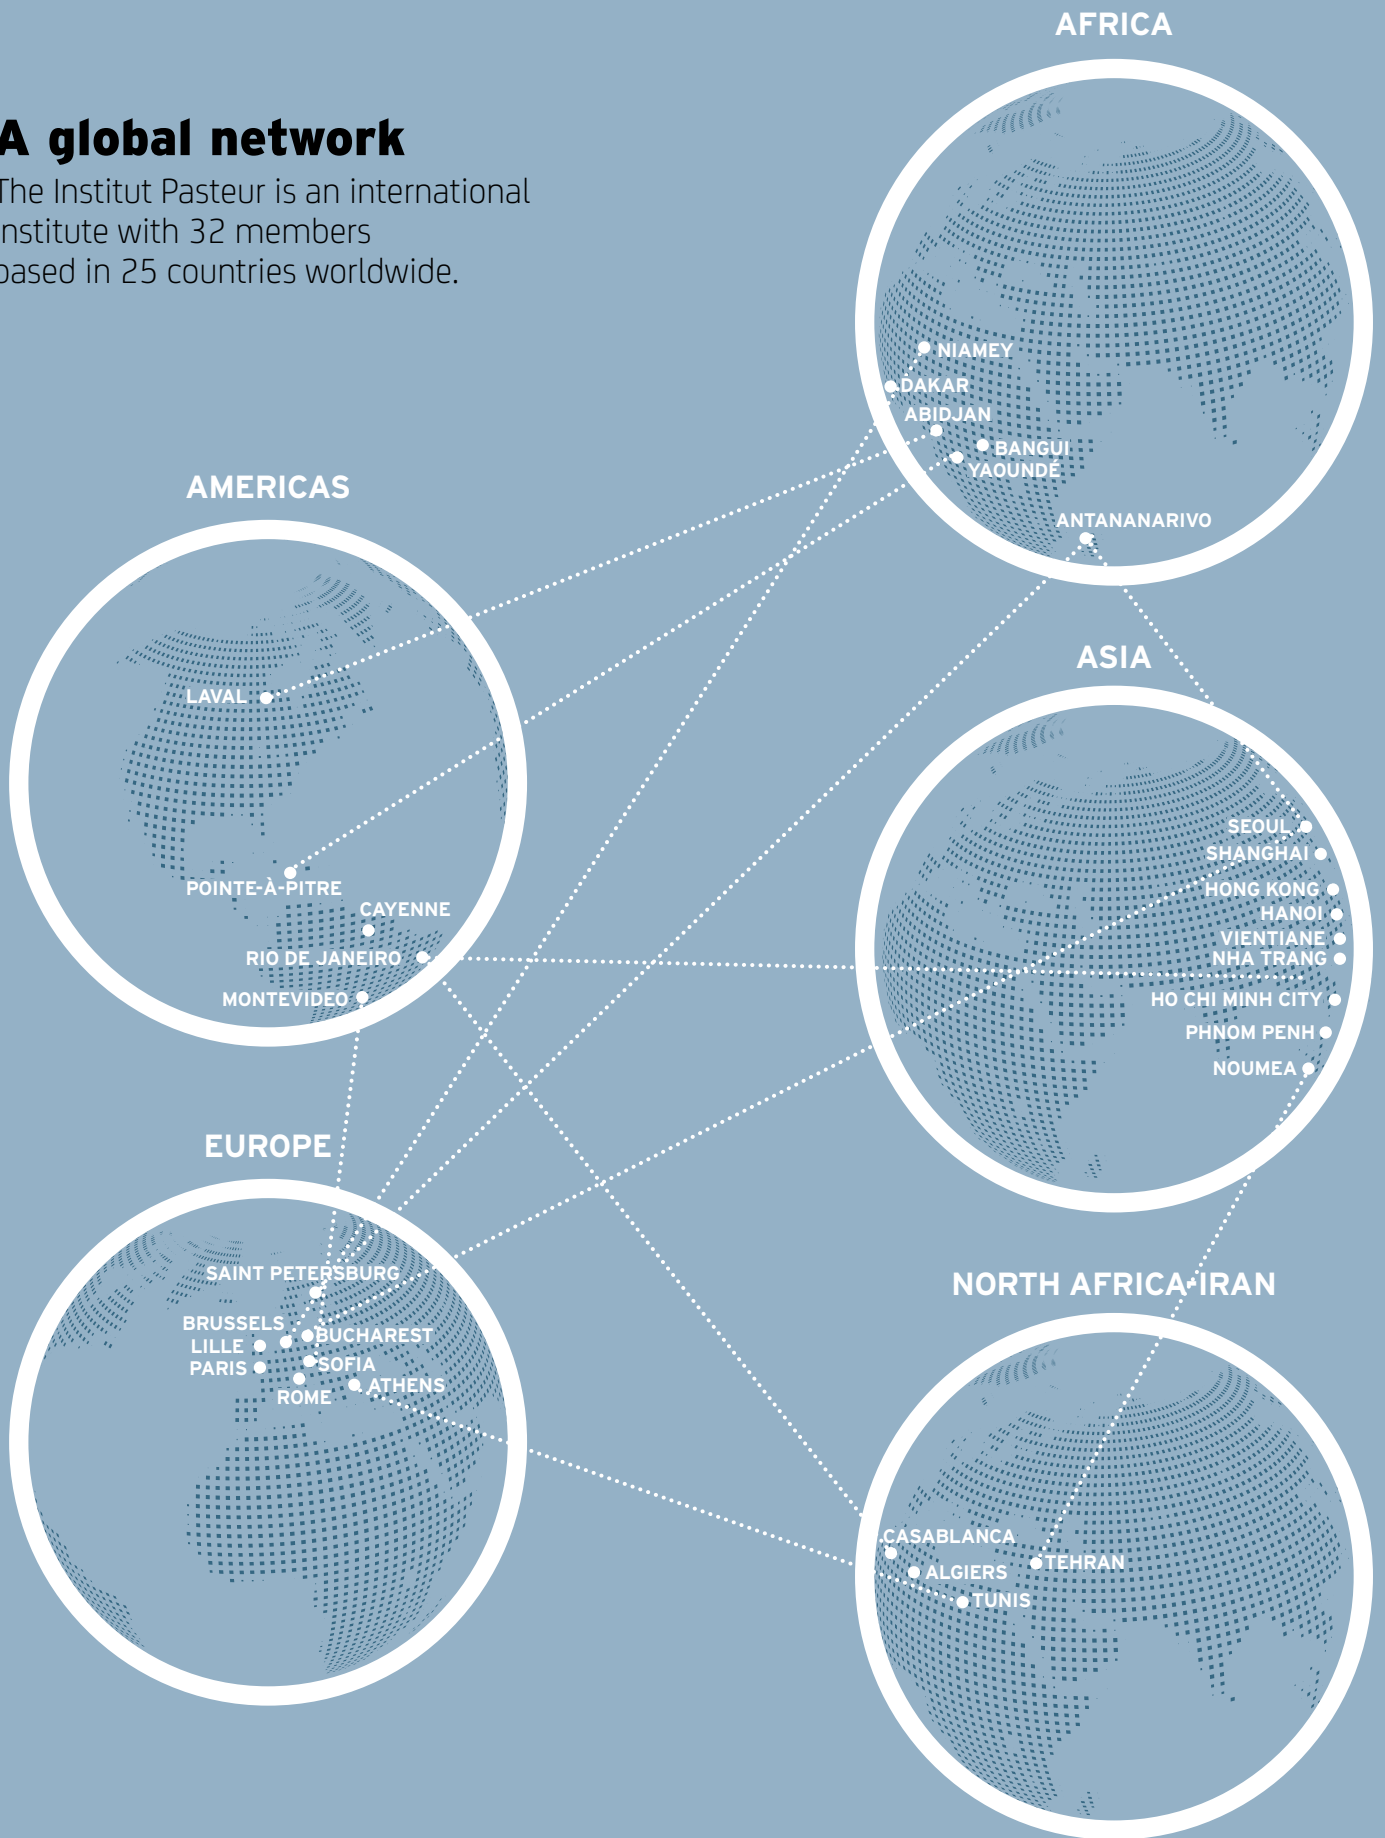 A global network
The Institut Pasteur is an international
institute with 32 members
based in 25 countries worldwide.
AFRICA
NIAMEY
DAKAR
ABIDJAN
BANGUI
YAOUNDÉ
ANTANANARIVO
AMERICAS
LAVAL
POINTE-À-PITRE
CAYENNE
RIO DE JANEIRO
MONTEVIDEO
ASIA
SEOUL
SHANGHAI
HONG KONG
HANOI
VIENTIANE
NHA TRANG
HO CHI MINH CITY
PHNOM PENH
NOUMEA
EUROPE
SAINT PETERSBURG
BRUSSELS
BUCHAREST
LILLE
PARIS
SOFIA
ATHENS
ROME
NORTH AFRICA-IRAN
CASABLANCA
TEHRAN
ALGIERS
TUNIS